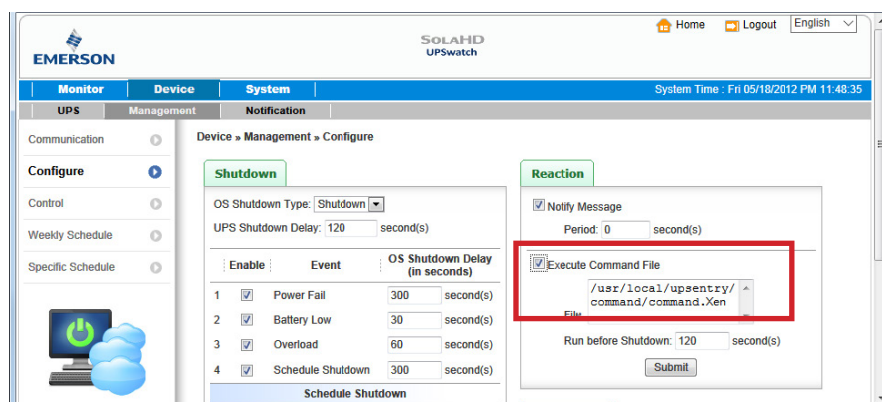 Home Logout English
EMERSON
SOLAHD
UPSwatch
Monitor Device System System Time : Fri 05/18/2012 PM 11:48:35
UPS Management Notification
Communication
Configure
Control
Weekly Schedule
Specific Schedule
Device » Management » Configure
Shutdown
OS Shutdown Type: Shutdown
UPS Shutdown Delay: 120 second(s)
Enable Event OS Shutdown Delay
(in seconds)
1 Power Fail 300 second(s)
2 Battery Low 30 second(s)
3 Overload 60 second(s)
4 Schedule Shutdown 300 second(s)
Schedule Shutdown
Reaction
Notify Message
Period: 0 second(s)
Execute Command File
/usr/local/upsentry/
command/command.Xen
File
Run before Shutdown: 120 second(s)
Submit